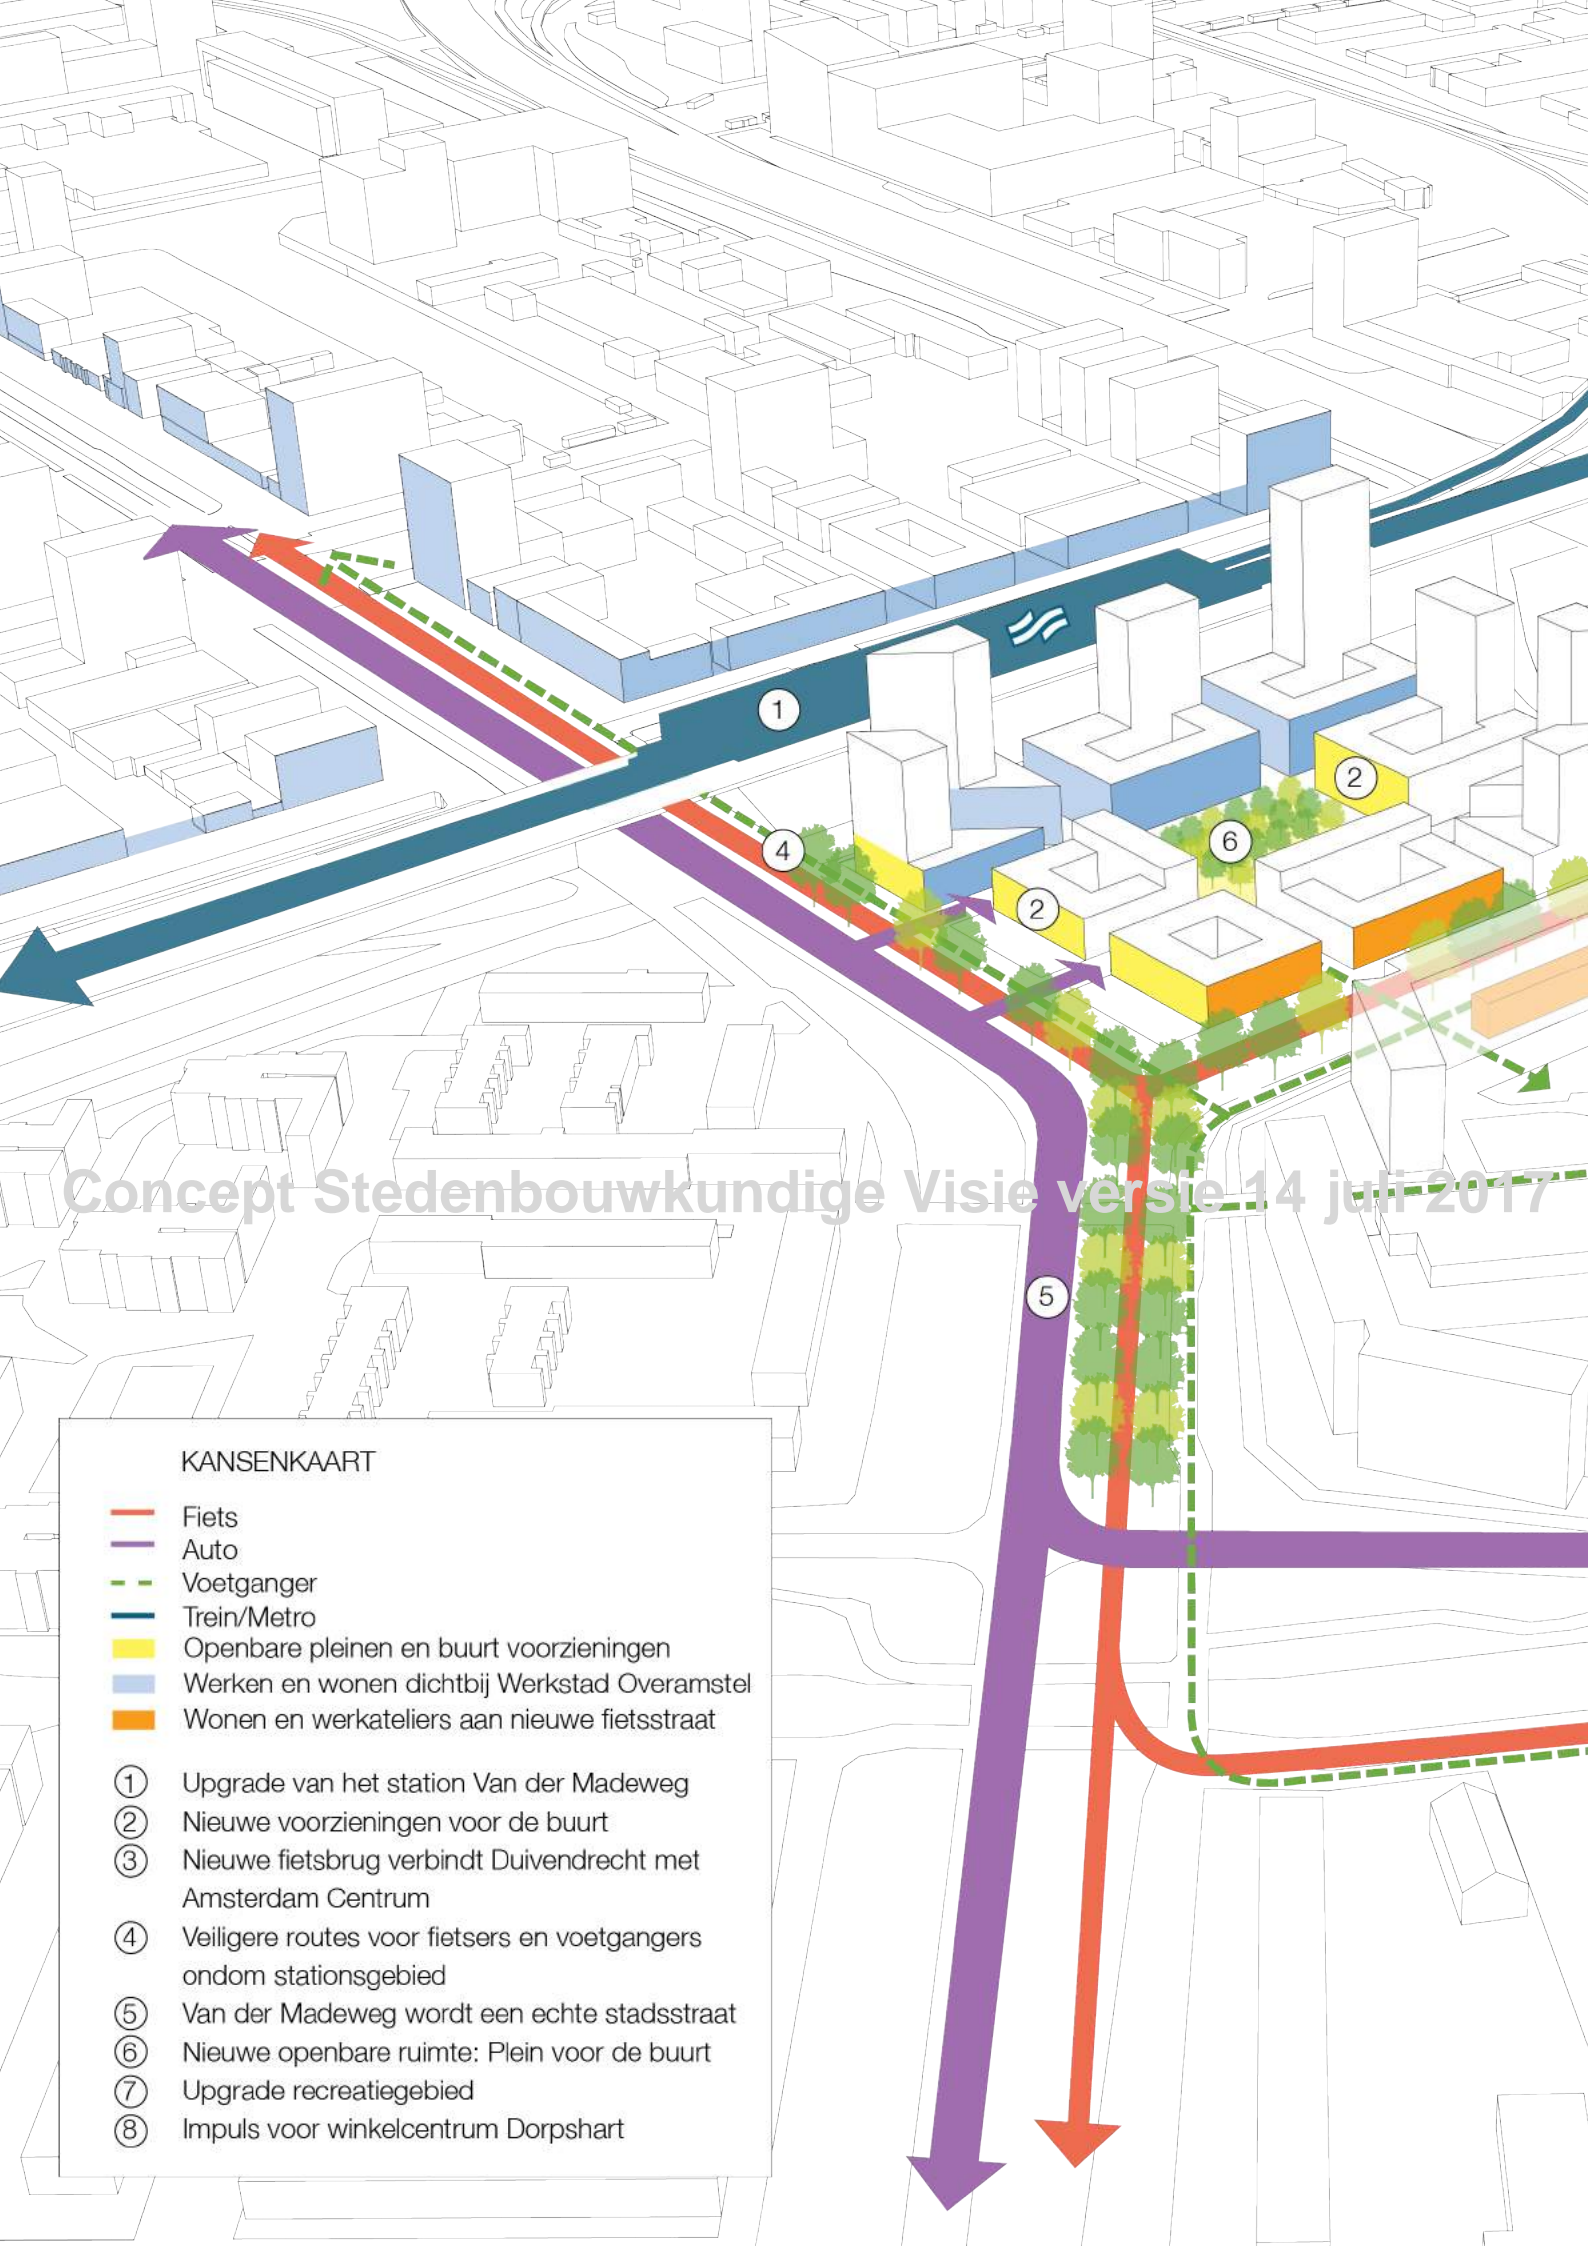 1
2
4
6
2
Concept Stedenbouwkundige Visie versie 14 juli 2017
5
KANSENKAART
Fiets
Auto
Voetganger
Trein/Metro
Openbare pleinen en buurt voorzieningen
Werken en wonen dichtbij Werkstad Overamstel
Wonen en werkateliers aan nieuwe fietsstraat
1 Upgrade van het station Van der Madeweg
2 Nieuwe voorzieningen voor de buurt
3 Nieuwe fietsbrug verbindt Duivendrecht met
Amsterdam Centrum
4 Veiligere routes voor fietsers en voetgangers
ondom stationsgebied
5 Van der Madeweg wordt een echte stadsstraat
6 Nieuwe openbare ruimte: Plein voor de buurt
7 Upgrade recreatiegebied
8 Impuls voor winkelcentrum Dorpshart